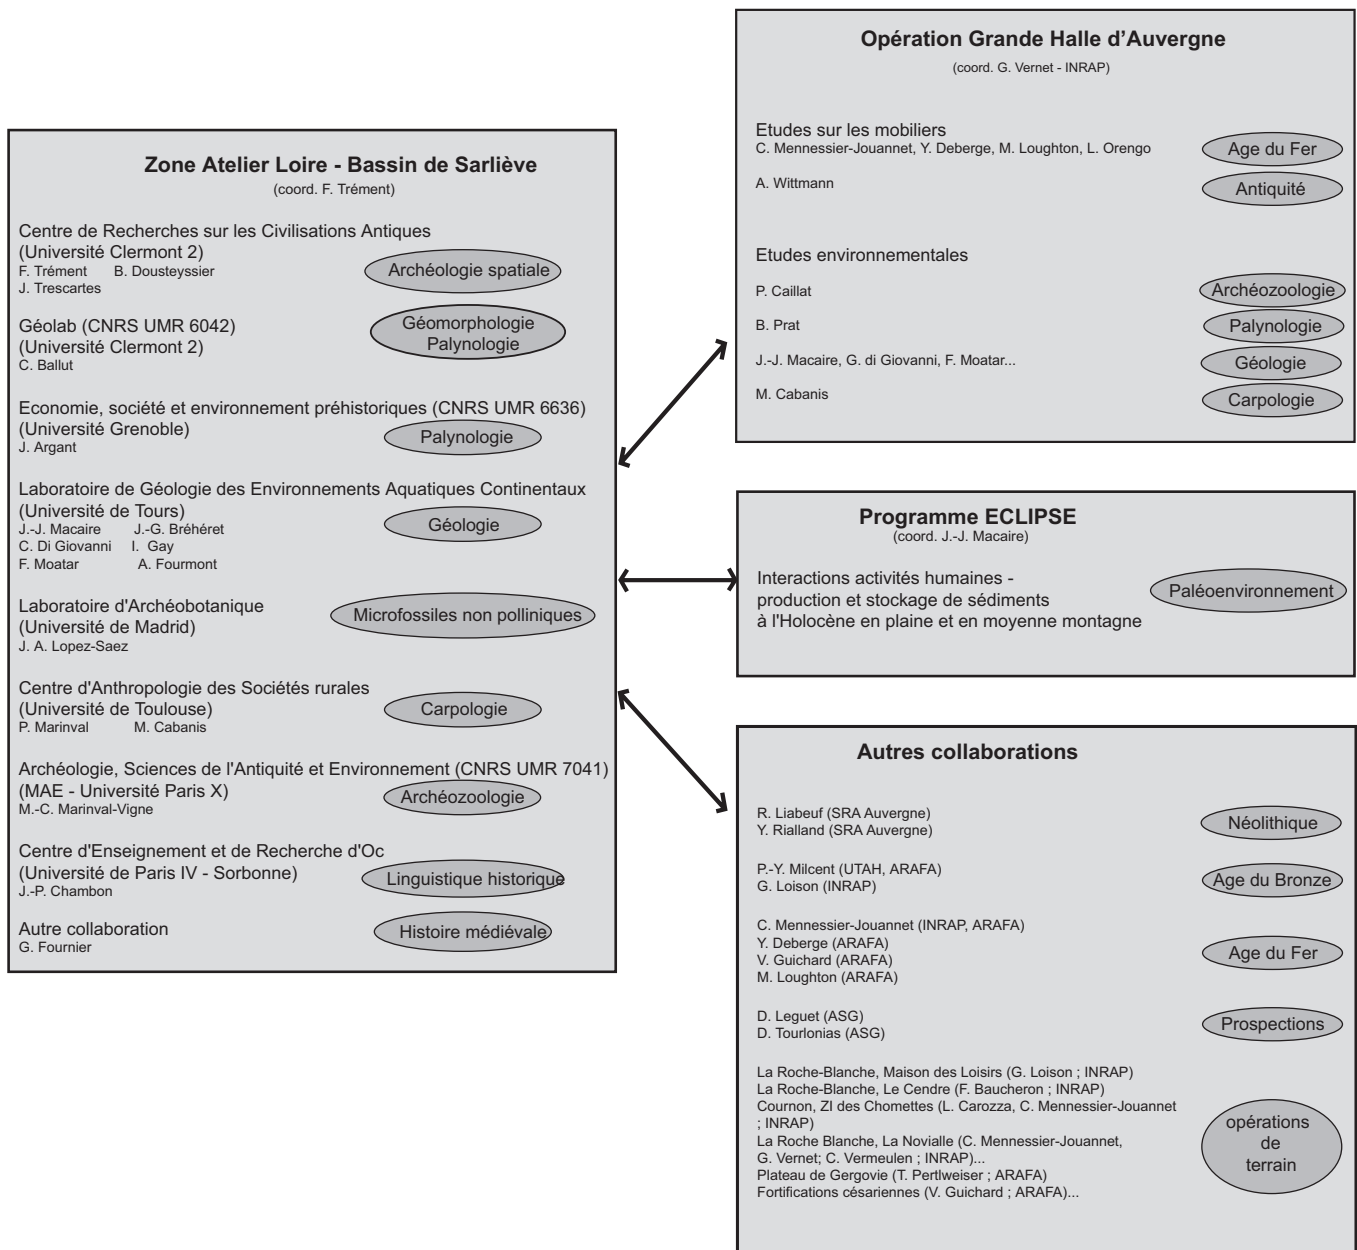 Zone Atelier Loire - Bassin de Sarliève
(coord. F. Trément)
Centre de Recherches sur les Civilisations Antiques
(Université Clermont 2)
F. Trément B. Dousteyssier
J. Trescartes
Archéologie spatiale
Géolab (CNRS UMR 6042)
(Université Clermont 2)
C. Ballut
Géomorphologie
Palynologie
Economie, société et environnement préhistoriques (CNRS UMR 6636)
(Université Grenoble)
J. Argant
Palynologie
Laboratoire de Géologie des Environnements Aquatiques Continentaux
(Université de Tours)
J.-J. Macaire J.-G. Bréhéret
C. Di Giovanni I. Gay
F. Moatar A. Fourmont
Géologie
Laboratoire d'Archéobotanique
(Université de Madrid)
J. A. Lopez-Saez
Microfossiles non polliniques
Centre d'Anthropologie des Sociétés rurales
(Université de Toulouse)
P. Marinval M. Cabanis
Carpologie
Archéologie, Sciences de l'Antiquité et Environnement (CNRS UMR 7041)
(MAE - Université Paris X)
M.-C. Marinval-Vigne
Archéozoologie
Centre d'Enseignement et de Recherche d'Oc
(Université de Paris IV - Sorbonne)
J.-P. Chambon
Linguistique historique
Autre collaboration
G. Fournier
Histoire médiévale
Opération Grande Halle d'Auvergne
(coord. G. Vernet - INRAP)
Etudes sur les mobiliers
C. Mennessier-Jouannet, Y. Deberge, M. Loughton, L. Orengo
Age du Fer
A. Wittmann
Antiquité
Etudes environnementales
P. Caillat
Archéozoologie
B. Prat
Palynologie
J.-J. Macaire, G. di Giovanni, F. Moatar...
Géologie
M. Cabanis
Carpologie
Programme ECLIPSE
(coord. J.-J. Macaire)
Interactions activités humaines -
production et stockage de sédiments
à l'Holocène en plaine et en moyenne montagne
Paléoenvironnement
Autres collaborations
R. Liabeuf (SRA Auvergne)
Y. Rialland (SRA Auvergne)
Néolithique
P.-Y. Milcent (UTAH, ARAFA)
G. Loison (INRAP)
Age du Bronze
C. Mennessier-Jouannet (INRAP, ARAFA)
Y. Deberge (ARAFA)
V. Guichard (ARAFA)
M. Loughton (ARAFA)
Age du Fer
D. Leguet (ASG)
D. Tourlonias (ASG)
Prospections
La Roche-Blanche, Maison des Loisirs (G. Loison ; INRAP)
La Roche-Blanche, Le Cendre (F. Baucheron ; INRAP)
Cournon, ZI des Chomettes (L. Carozza, C. Mennessier-Jouannet
; INRAP)
La Roche Blanche, La Novialle (C. Mennessier-Jouannet,
G. Vernet; C. Vermeulen ; INRAP)...
Plateau de Gergovie (T. Pertlweiser ; ARAFA)
Fortifications césariennes (V. Guichard ; ARAFA)...
opérations
de
terrain